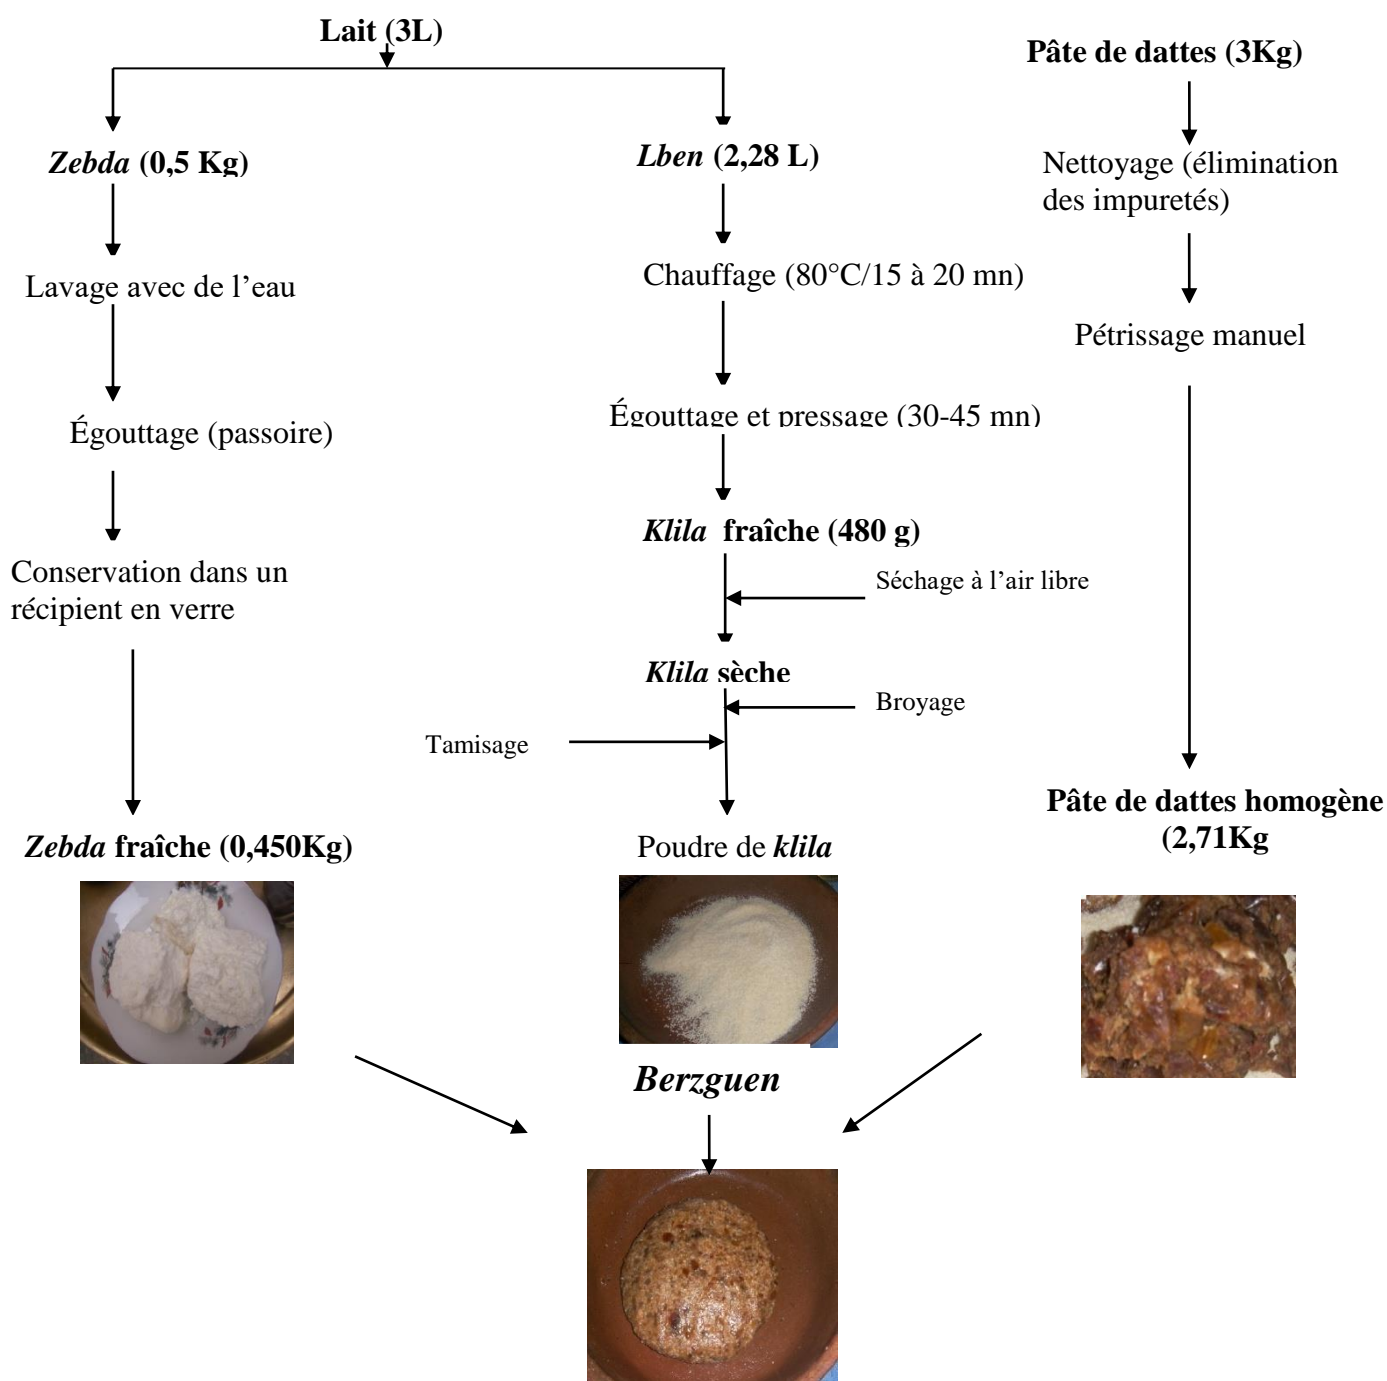 Lait (3L)
Zebda (0,5 Kg)
Lavage avec de l’eau
Égouttage (passoire)
Conservation dans un
récipient en verre
Zebda fraîche (0,450Kg)
Lben (2,28 L)
Chauffage (80°C/15 à 20 mn)
Égouttage et pressage (30-45 mn)
Klila fraîche (480 g)
Séchage à l’air libre
Klila sèche
Broyage
Tamisage
Poudre de klila
Pâte de dattes (3Kg)
Nettoyage (élimination
des impuretés)
Pétrissage manuel
Pâte de dattes homogène
(2,71Kg
Berzguen